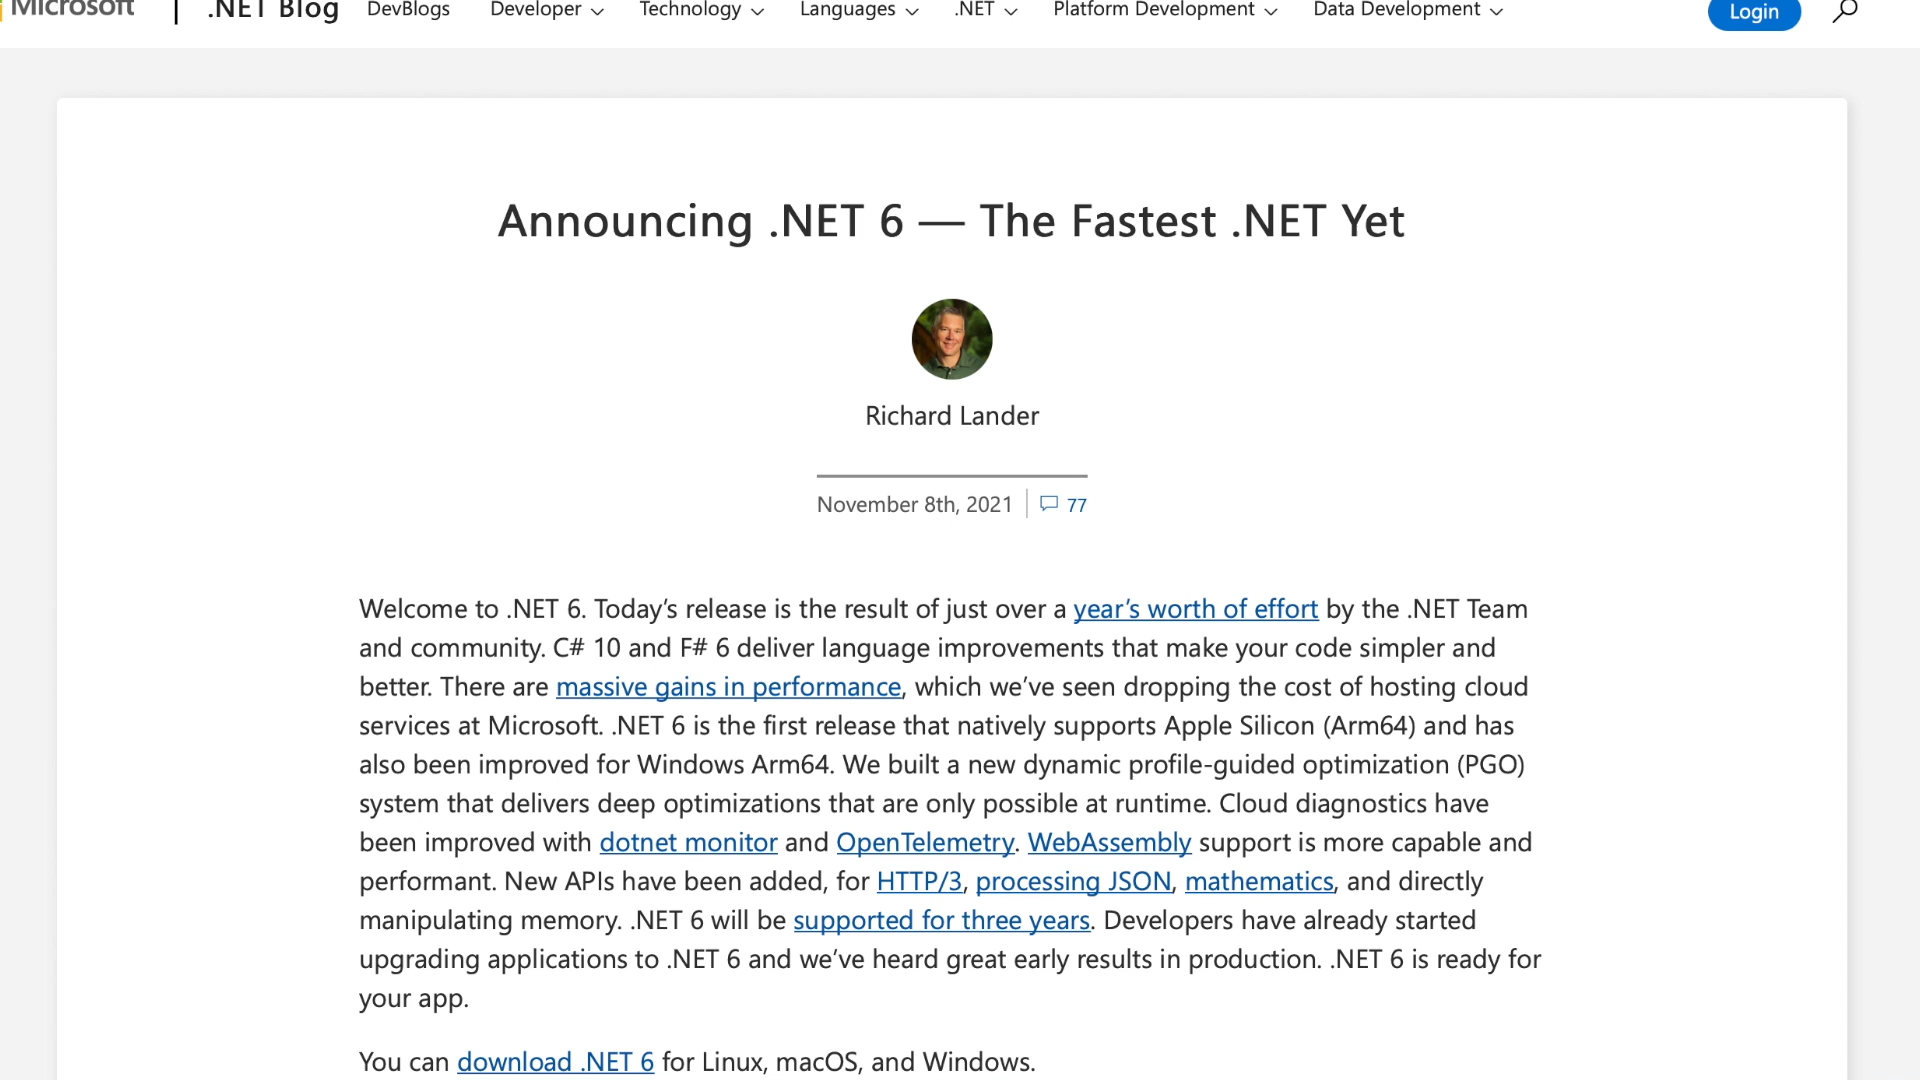 Microsoft | .NET Blog DevBlogs Developer Technology Languages .NET Platform Development Data Development Login
Announcing .NET 6 — The Fastest .NET Yet
Richard Lander
November 8th, 2021 77
Welcome to .NET 6. Today’s release is the result of just over a year’s worth of effort by the .NET Team
and community. C# 10 and F# 6 deliver language improvements that make your code simpler and
better. There are massive gains in performance, which we’ve seen dropping the cost of hosting cloud
services at Microsoft. .NET 6 is the first release that natively supports Apple Silicon (Arm64) and has
also been improved for Windows Arm64. We built a new dynamic profile-guided optimization (PGO)
system that delivers deep optimizations that are only possible at runtime. Cloud diagnostics have
been improved with dotnet monitor and OpenTelemetry. WebAssembly support is more capable and
performant. New APIs have been added, for HTTP/3, processing JSON, mathematics, and directly
manipulating memory. .NET 6 will be supported for three years. Developers have already started
upgrading applications to .NET 6 and we’ve heard great early results in production. .NET 6 is ready for
your app.
You can download .NET 6 for Linux, macOS, and Windows.